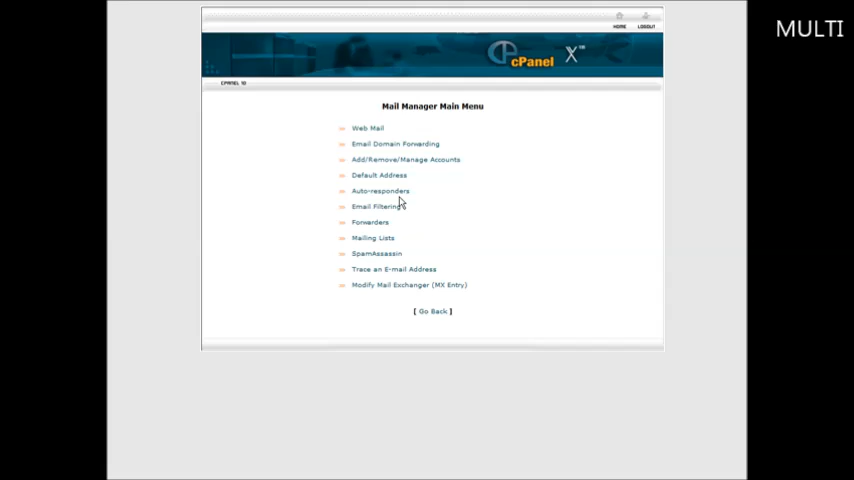 MULTI
HOME LOGOUT
cPanel X
CPANEL 10
Mail Manager Main Menu
Web Mail
Email Domain Forwarding
Add/Remove/Manage Accounts
Default Address
Auto-responders
Email Filtering
Forwarders
Mailing Lists
SpamAssassin
Trace an E-mail Address
Modify Mail Exchanger (MX Entry)
[ Go Back ]